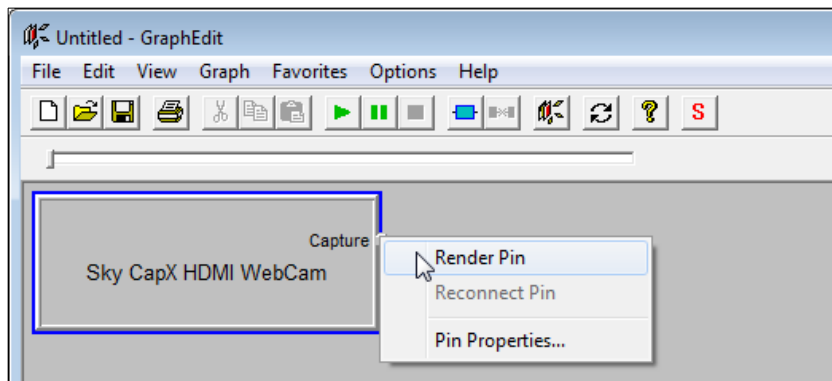 Untitled - GraphEdit
File Edit View Graph Favorites Options Help
S
Capture
Sky CapX HDMI WebCam
Render Pin
Reconnect Pin
Pin Properties...